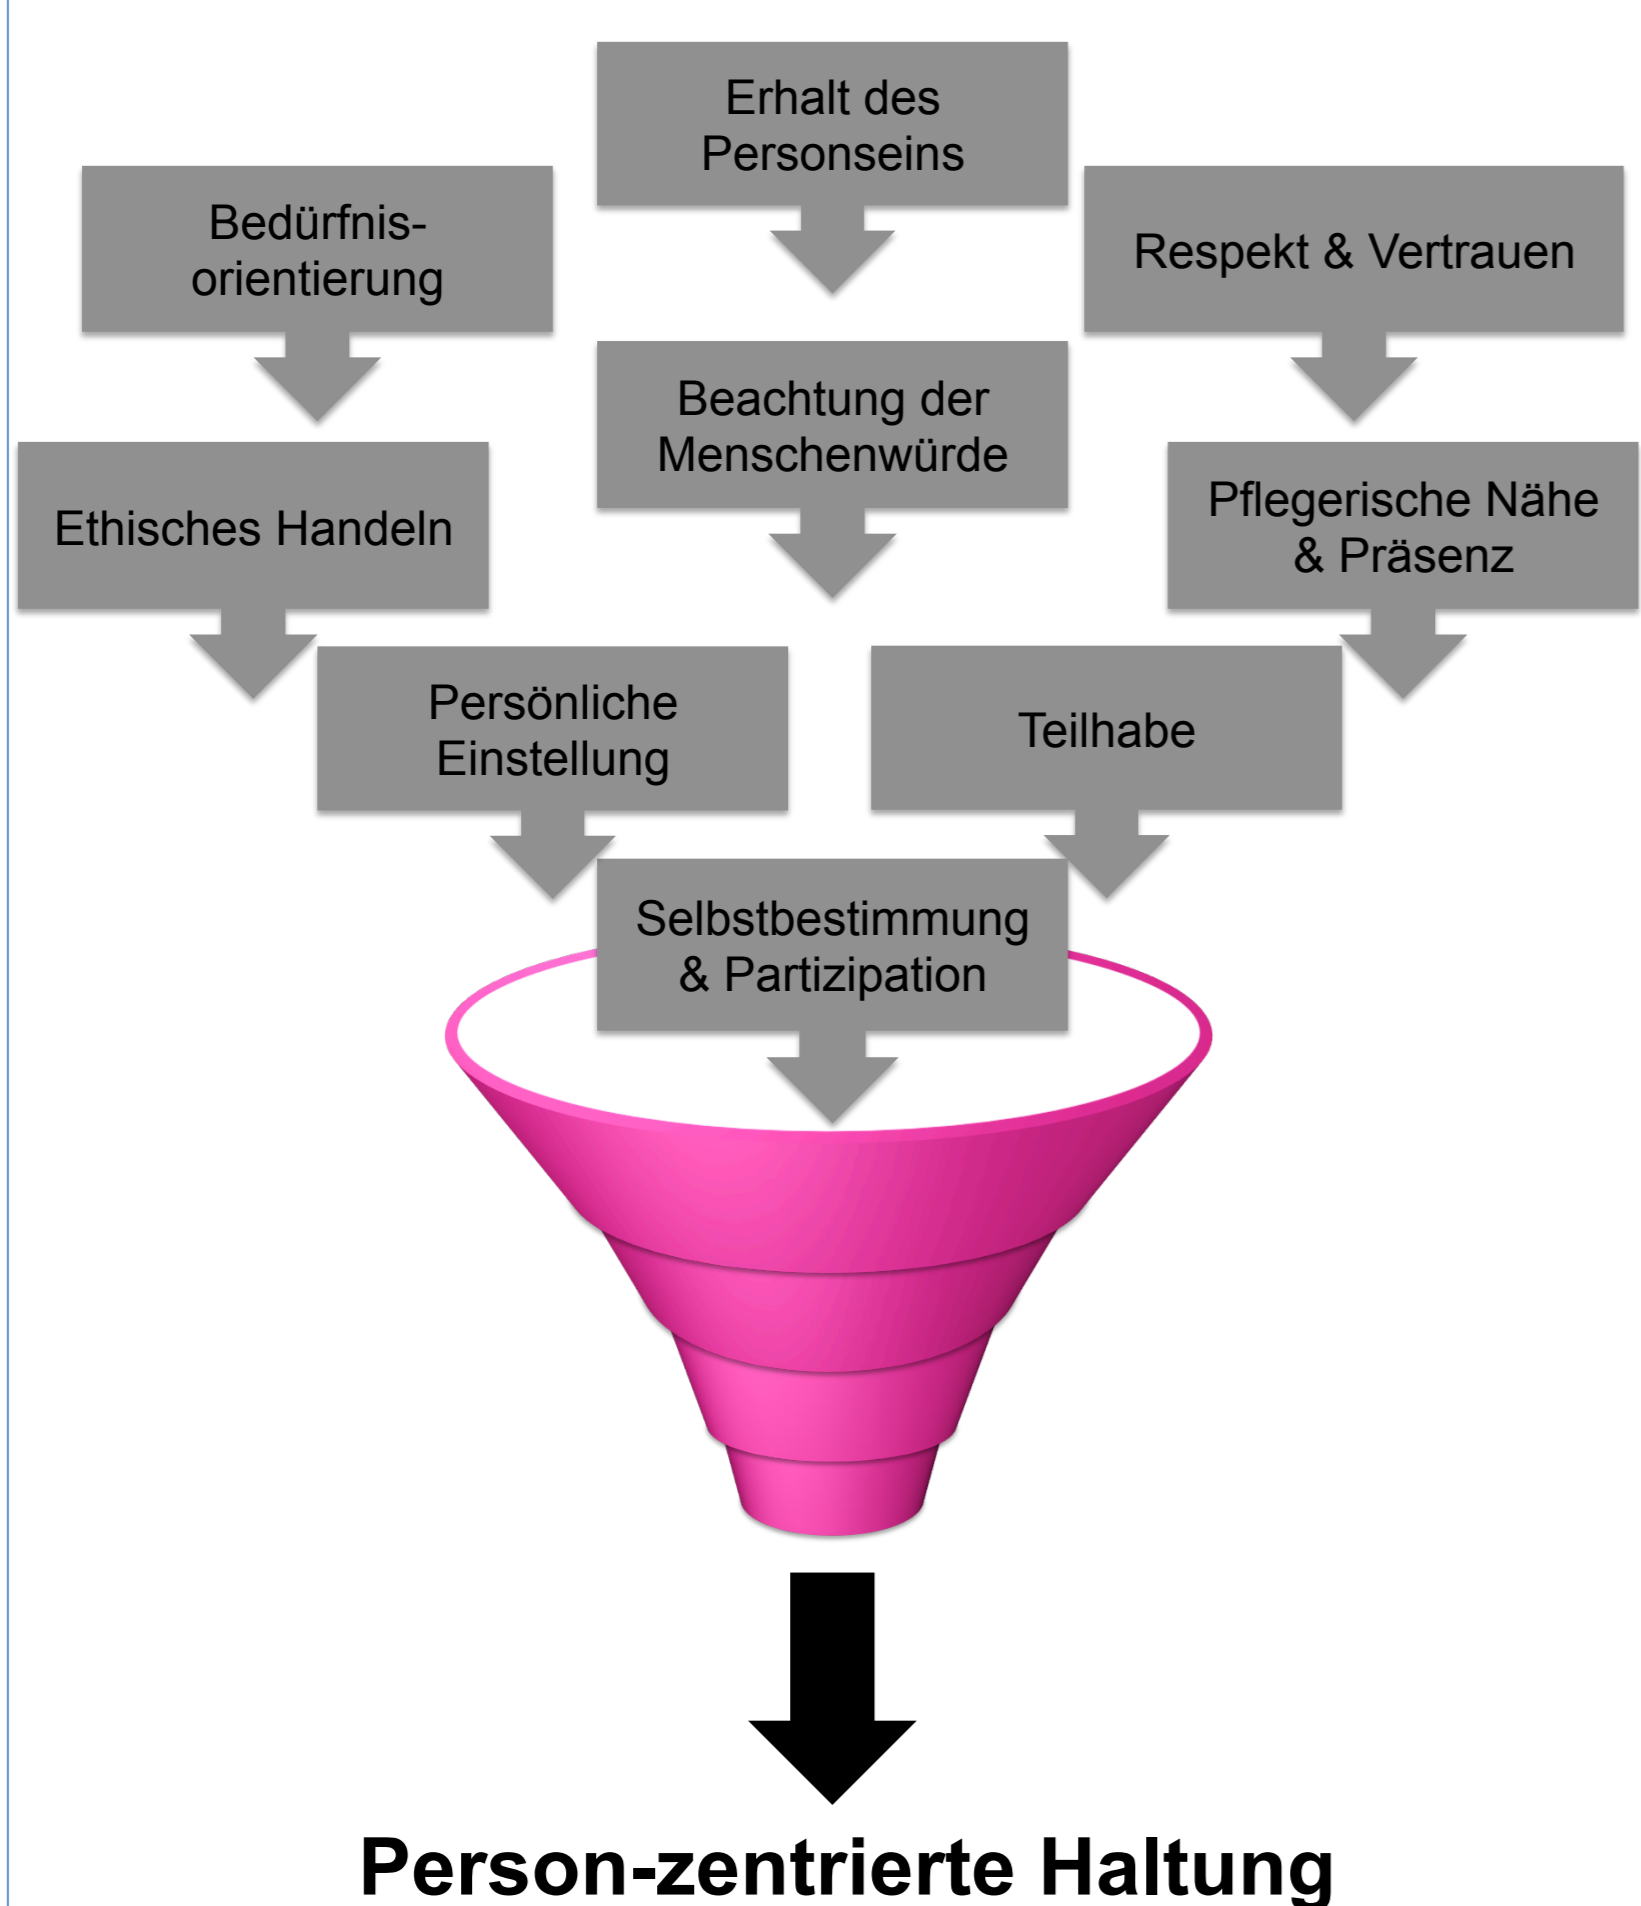 Erhalt des
Personseins
Bedürfnis-
orientierung
Respekt & Vertrauen
Beachtung der
Menschenwürde
Ethisches Handeln
Pflegerische Nähe
& Präsenz
Persönliche
Einstellung
Teilhabe
Selbstbestimmung
& Partizipation
Person-zentrierte Haltung